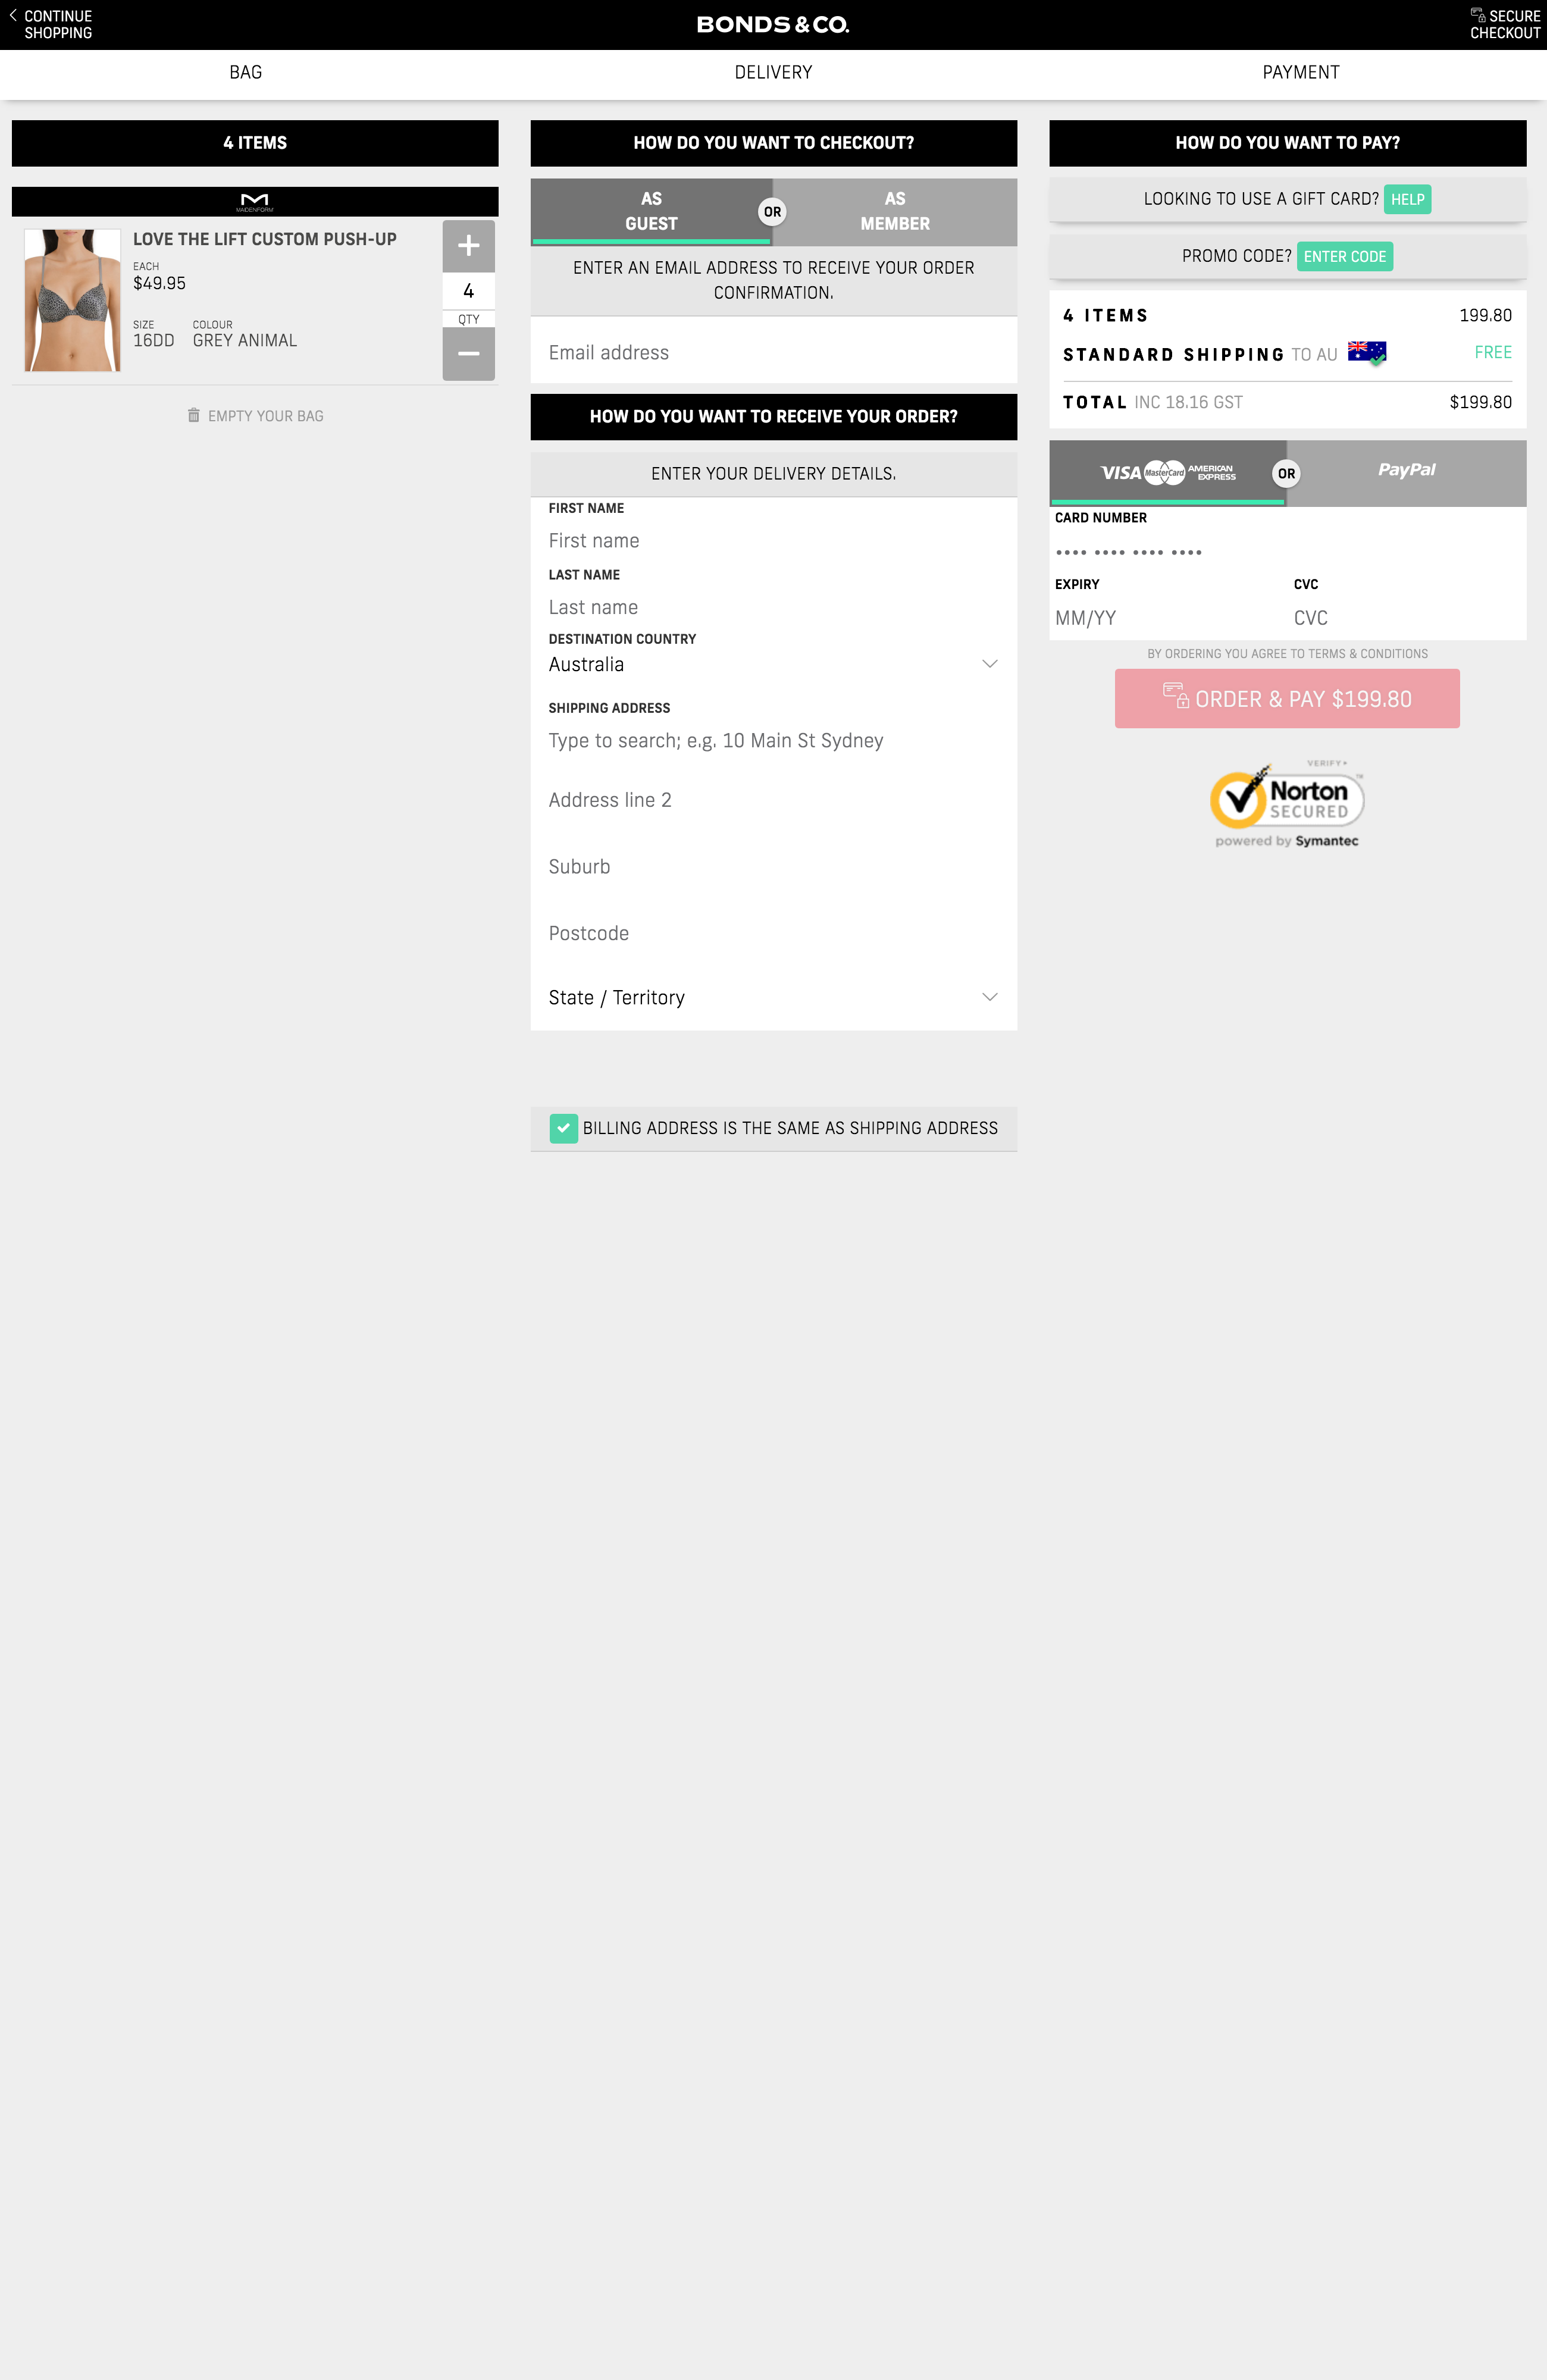 CONTINUE
SHOPPING
BONDS & CO.
SECURE
CHECKOUT
BAG
DELIVERY
PAYMENT
4 ITEMS
MAIDENFORM
LOVE THE LIFT CUSTOM PUSH-UP
EACH
$49.95
SIZE COLOUR
16DD GREY ANIMAL
4
QTY
EMPTY YOUR BAG
HOW DO YOU WANT TO CHECKOUT?
AS
GUEST
OR
AS
MEMBER
ENTER AN EMAIL ADDRESS TO RECEIVE YOUR ORDER
CONFIRMATION.
Email address
HOW DO YOU WANT TO RECEIVE YOUR ORDER?
ENTER YOUR DELIVERY DETAILS.
FIRST NAME
First name
LAST NAME
Last name
DESTINATION COUNTRY
Australia
SHIPPING ADDRESS
Type to search; e.g. 10 Main St Sydney
Address line 2
Suburb
Postcode
State / Territory
BILLING ADDRESS IS THE SAME AS SHIPPING ADDRESS
HOW DO YOU WANT TO PAY?
LOOKING TO USE A GIFT CARD? HELP
PROMO CODE? ENTER CODE
4 ITEMS 199.80
STANDARD SHIPPING TO AU FREE
TOTAL INC 18.16 GST $199.80
VISA MasterCard AMERICAN EXPRESS
OR
PayPal
CARD NUMBER
•••• •••• •••• ••••
EXPIRY CVC
MM/YY CVC
BY ORDERING YOU AGREE TO TERMS & CONDITIONS
ORDER & PAY $199.80
VERIFY
Norton
SECURED
™
powered by Symantec